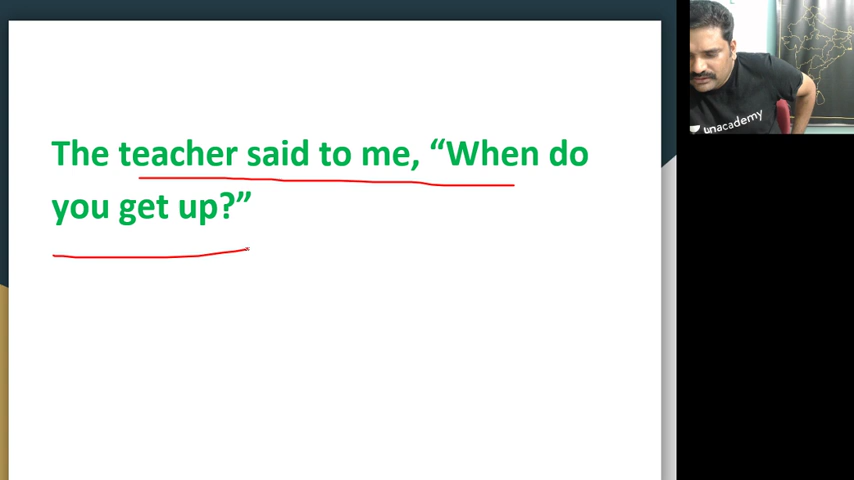 The teacher said to me, “When do
you get up?”
unacademy